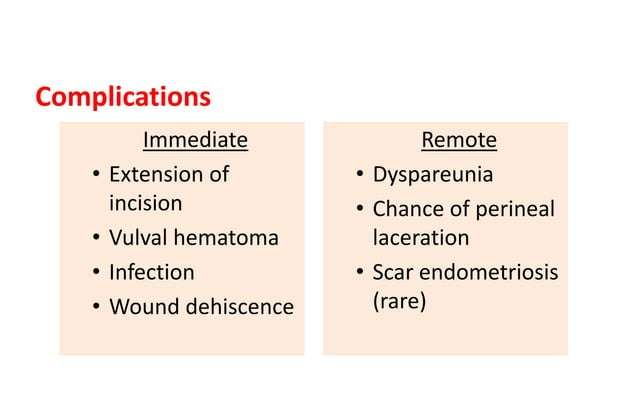 Complications
Immediate
• Extension of
incision
• Vulval hematoma
• Infection
• Wound dehiscence
Remote
• Dyspareunia
• Chance of perineal
laceration
• Scar endometriosis
(rare)